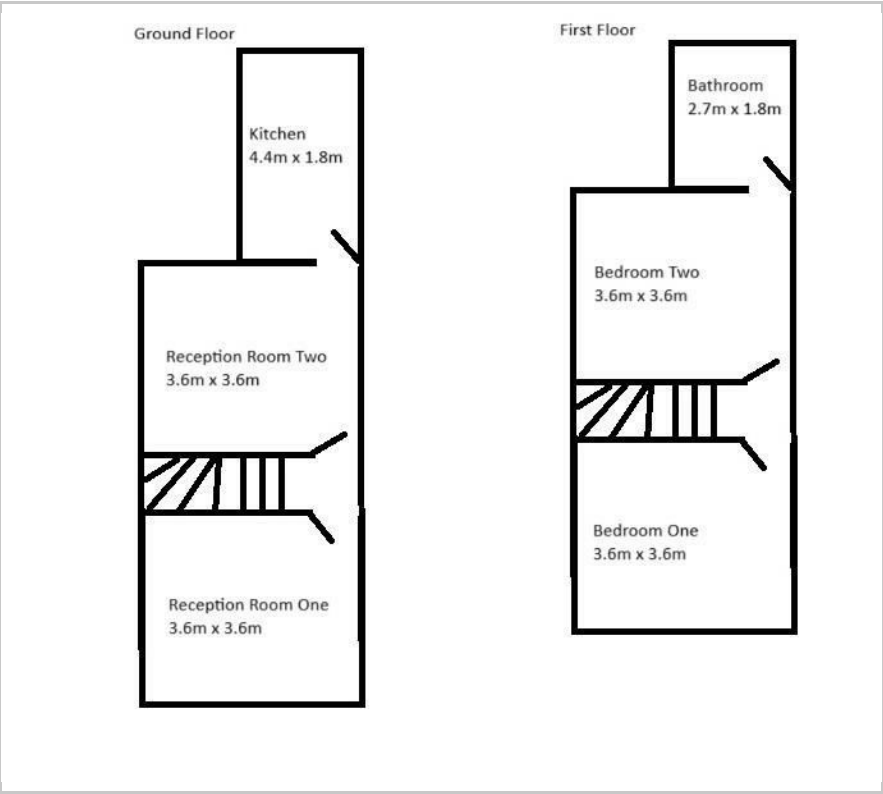 Ground Floor
Kitchen
4.4m x 1.8m
Reception Room Two
3.6m x 3.6m
Reception Room One
3.6m x 3.6m
First Floor
Bathroom
2.7m x 1.8m
Bedroom Two
3.6m x 3.6m
Bedroom One
3.6m x 3.6m